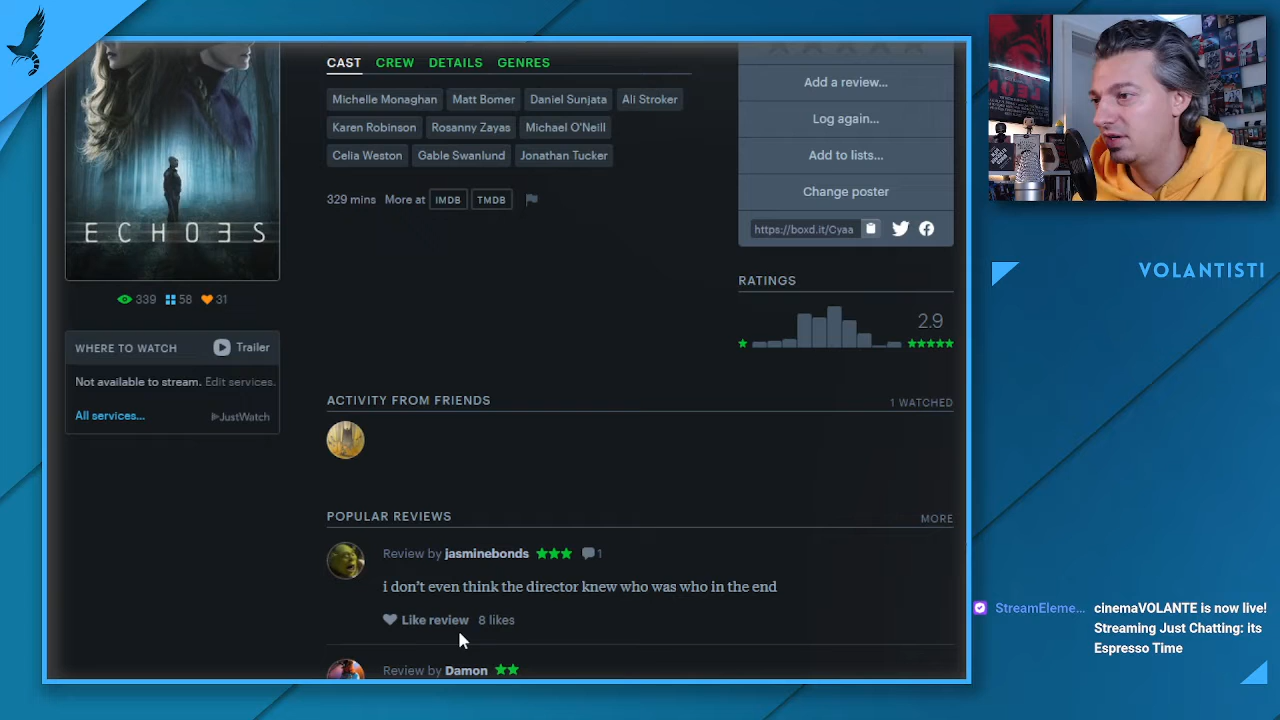 CAST CREW DETAILS GENRES
Michelle Monaghan Matt Bomer Daniel Sunjata Ali Stroker
Karen Robinson Rosanny Zayas Michael O'Neill
Celia Weston Gable Swanlund Jonathan Tucker
329 mins More at IMDB TMDB
ECHOES
339 58 31
WHERE TO WATCH Trailer
Not available to stream. Edit services.
All services... JustWatch
Add a review...
Log again...
Add to lists...
Change poster
https://boxd.it/Cyaa
RATINGS
2.9
ACTIVITY FROM FRIENDS 1 WATCHED
POPULAR REVIEWS MORE
Review by jasminebonds ★★★ 1
i don't even think the director knew who was who in the end
Like review 8 likes
Review by Damon ★★
VOLANTISTI
StreamEleme... cinemaVOLANTE is now live!
Streaming Just Chatting: its
Espresso Time